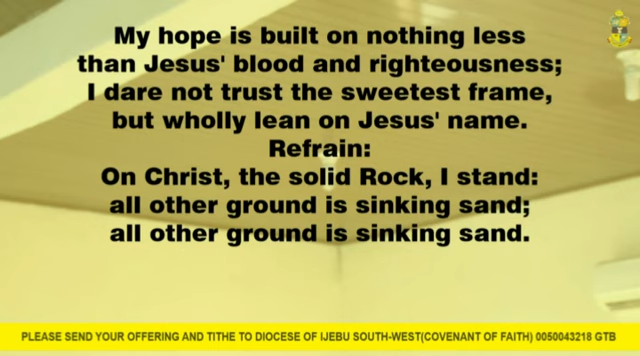 My hope is built on nothing less
than Jesus' blood and righteousness;
I dare not trust the sweetest frame,
but wholly lean on Jesus' name.
Refrain:
On Christ, the solid Rock, I stand:
all other ground is sinking sand;
all other ground is sinking sand.
PLEASE SEND YOUR OFFERING AND TITHE TO DIOCESE OF IJEBU SOUTH-WEST(COVENANT OF FAITH) 0050043218 GTB